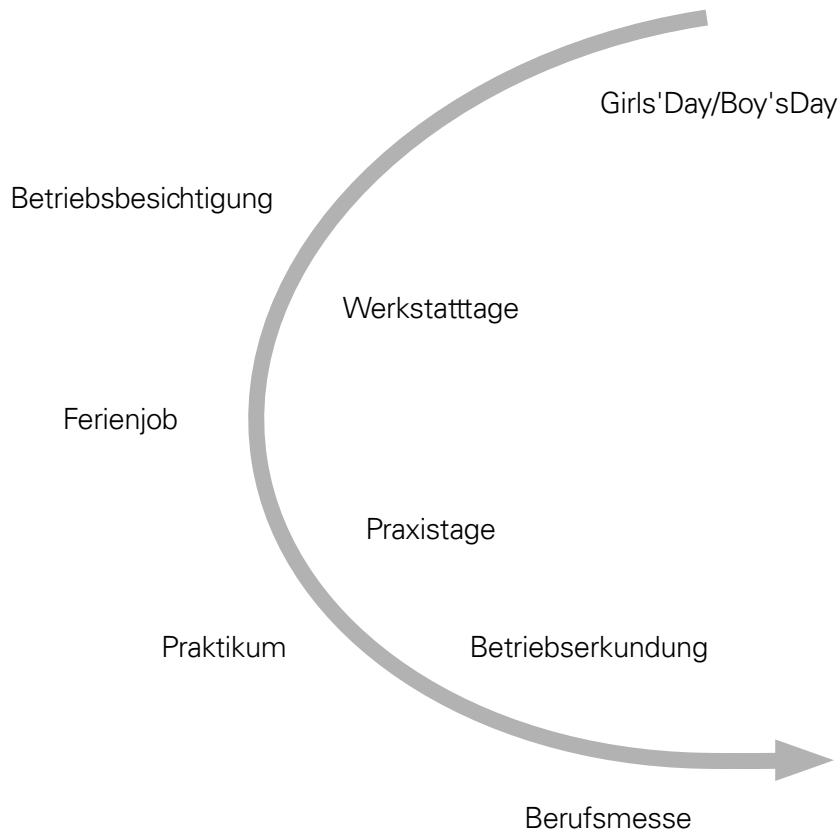 Girls'Day/Boy'sDay
Betriebsbesichtigung
Werkstatttage
Ferienjob
Praxistage
Praktikum
Betriebserkundung
Berufsmesse